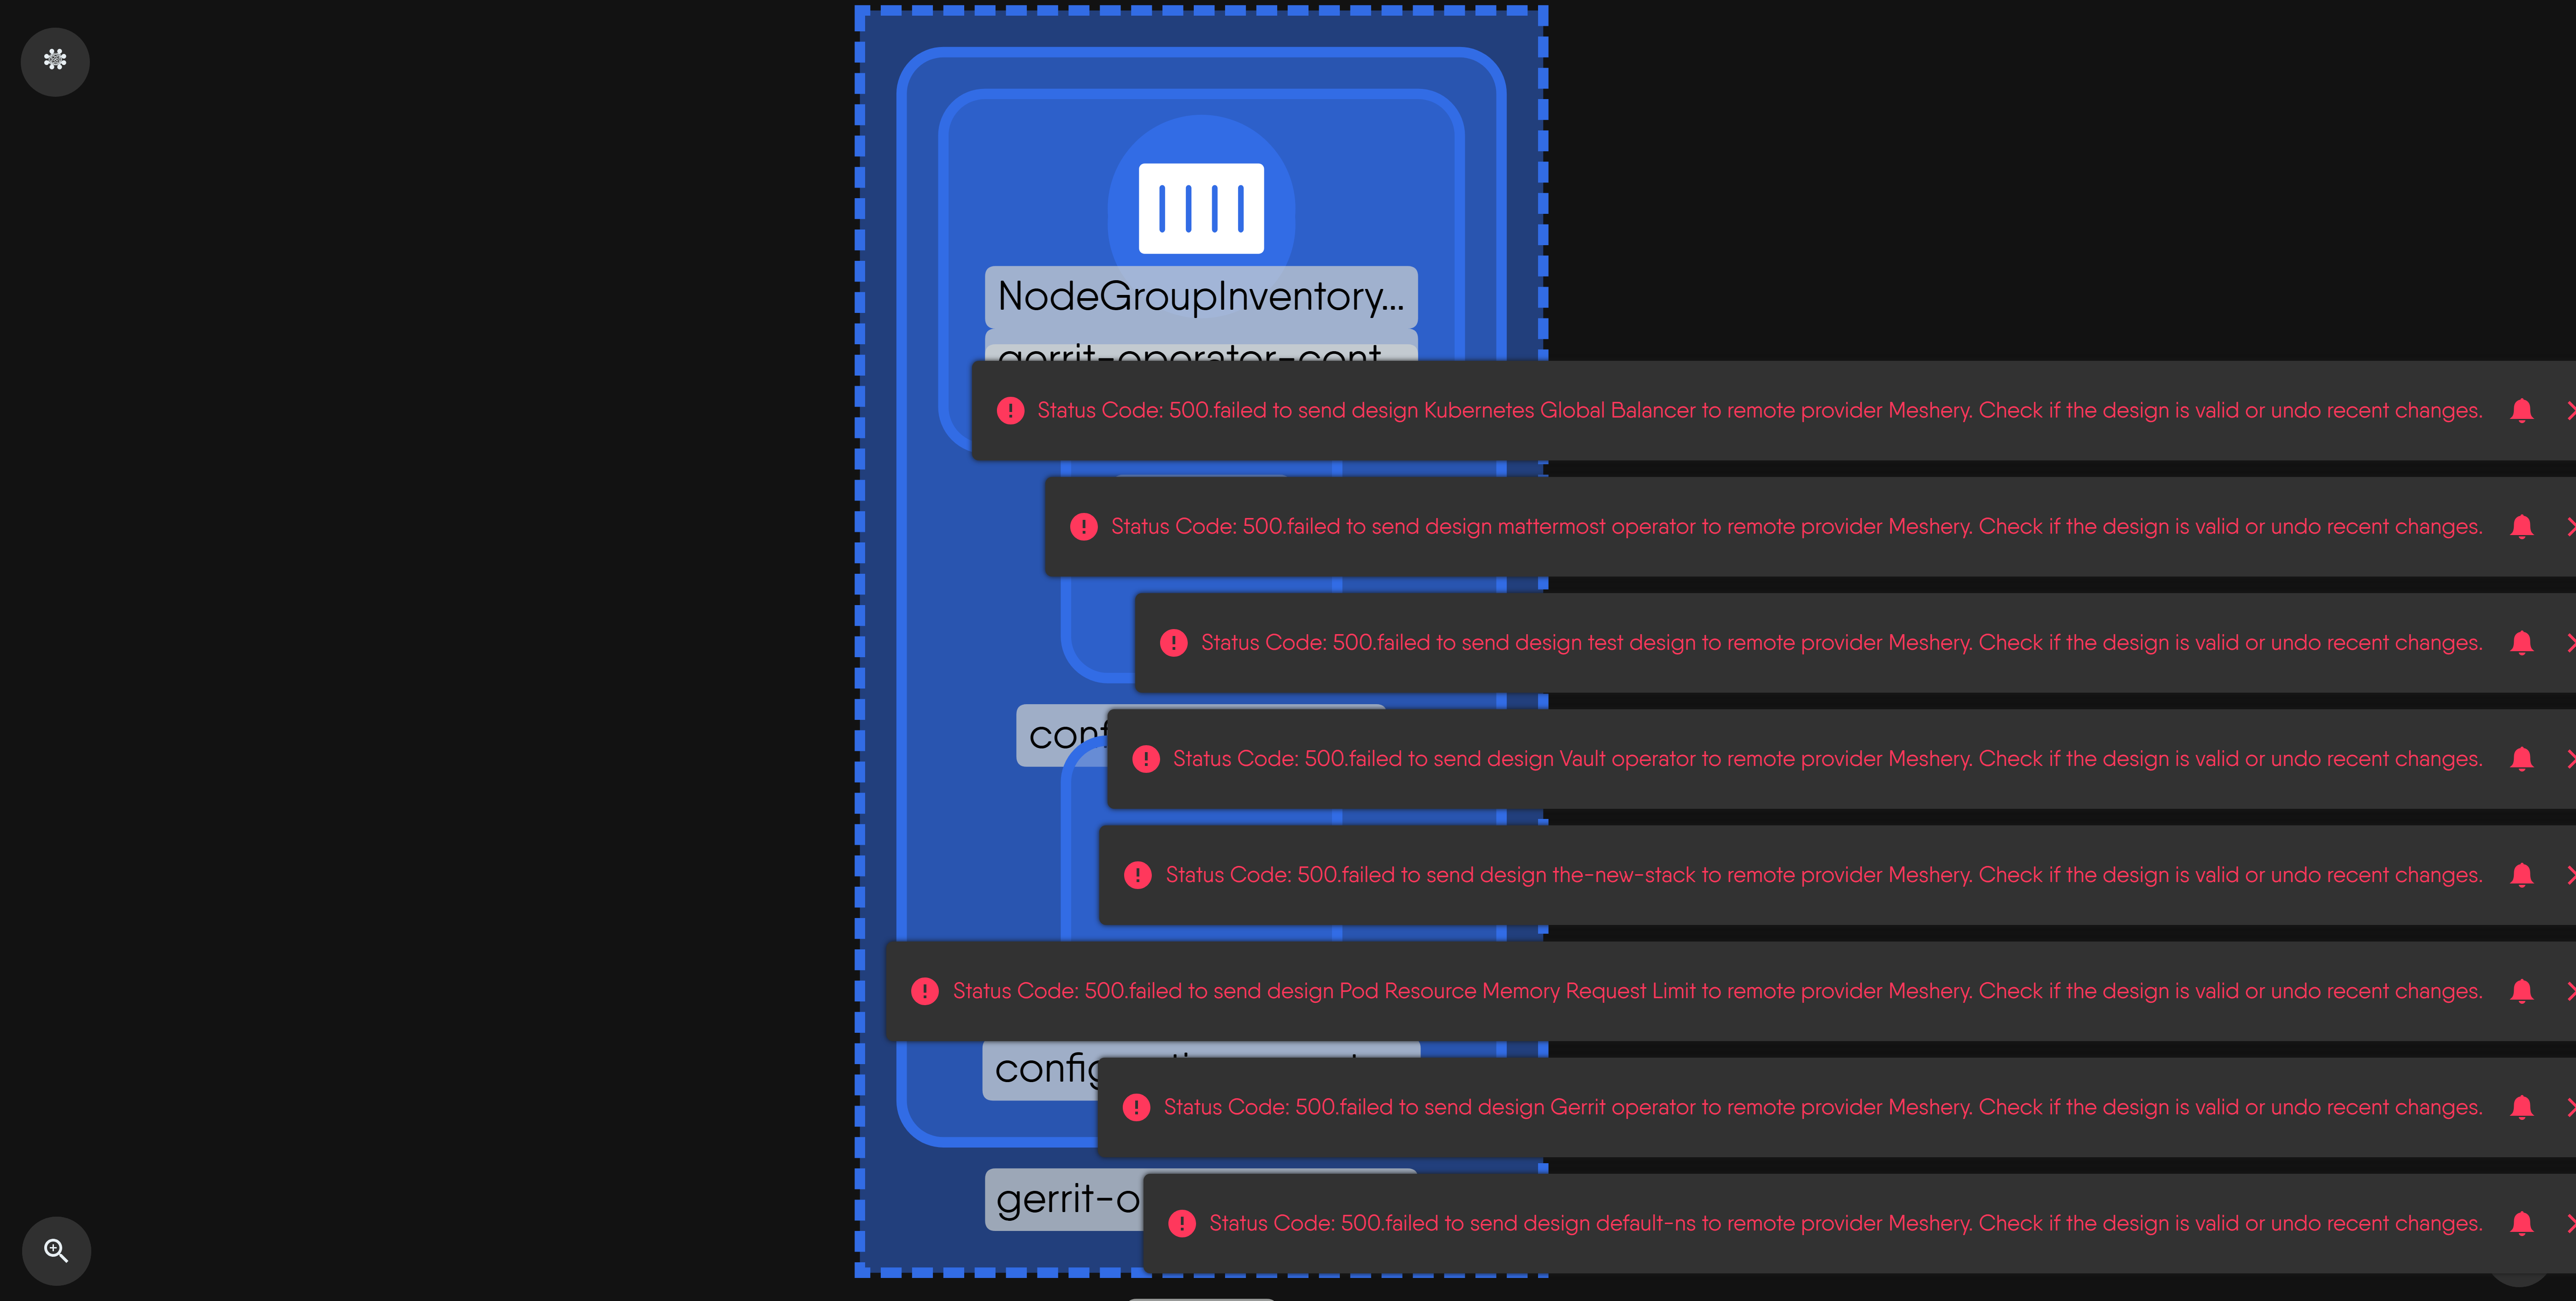 NodeGroupInventory...
gerrit-operator-cont...
Status Code: 500.failed to send design Kubernetes Global Balancer to remote provider Meshery. Check if the design is valid or undo recent changes.
Status Code: 500.failed to send design mattermost operator to remote provider Meshery. Check if the design is valid or undo recent changes.
Status Code: 500.failed to send design test design to remote provider Meshery. Check if the design is valid or undo recent changes.
conf
Status Code: 500.failed to send design Vault operator to remote provider Meshery. Check if the design is valid or undo recent changes.
Status Code: 500.failed to send design the-new-stack to remote provider Meshery. Check if the design is valid or undo recent changes.
Status Code: 500.failed to send design Pod Resource Memory Request Limit to remote provider Meshery. Check if the design is valid or undo recent changes.
config
Status Code: 500.failed to send design Gerrit operator to remote provider Meshery. Check if the design is valid or undo recent changes.
gerrit-o
Status Code: 500.failed to send design default-ns to remote provider Meshery. Check if the design is valid or undo recent changes.